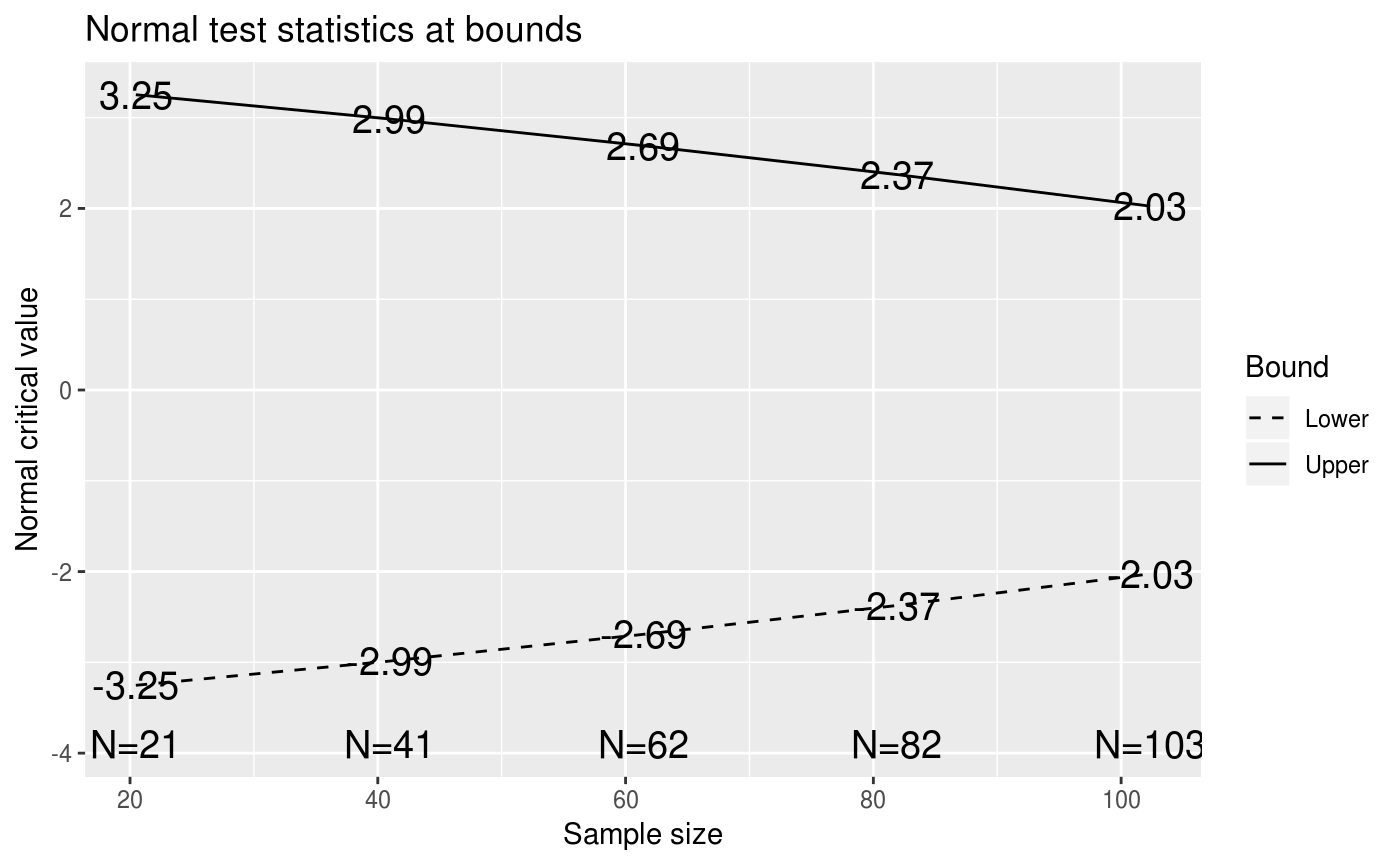 Normal test statistics at bounds
Normal critical value
2
0
-2
-4
3.25
2.99
2.69
2.37
2.03
-3.25
-2.99
-2.69
-2.37
-2.03
N=21
N=41
N=62
N=82
N=103
20
40
60
80
100
Sample size
Bound
Lower
Upper